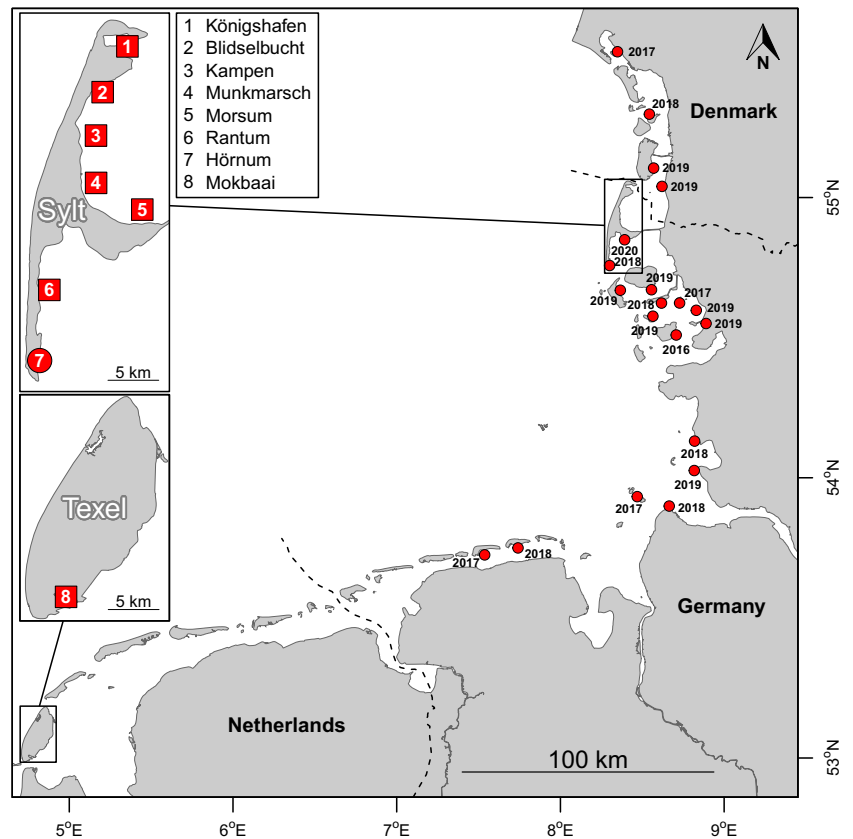 1 Königshafen
2 Blidselbucht
3 Kampen
4 Munkmarsch
5 Morsum
6 Rantum
7 Hörnum
8 Mokbaai
1
2
3
4
5
Sylt
6
7
5 km
Texel
8
5 km
N
2017
2018
Denmark
2019
2019
55°N
2020
2018
2019
2019
2018
2017
2019
2019
2019
2016
2018
2019
54°N
2017
2018
2017
2018
Germany
Netherlands
100 km
53°N
5°E
6°E
7°E
8°E
9°E